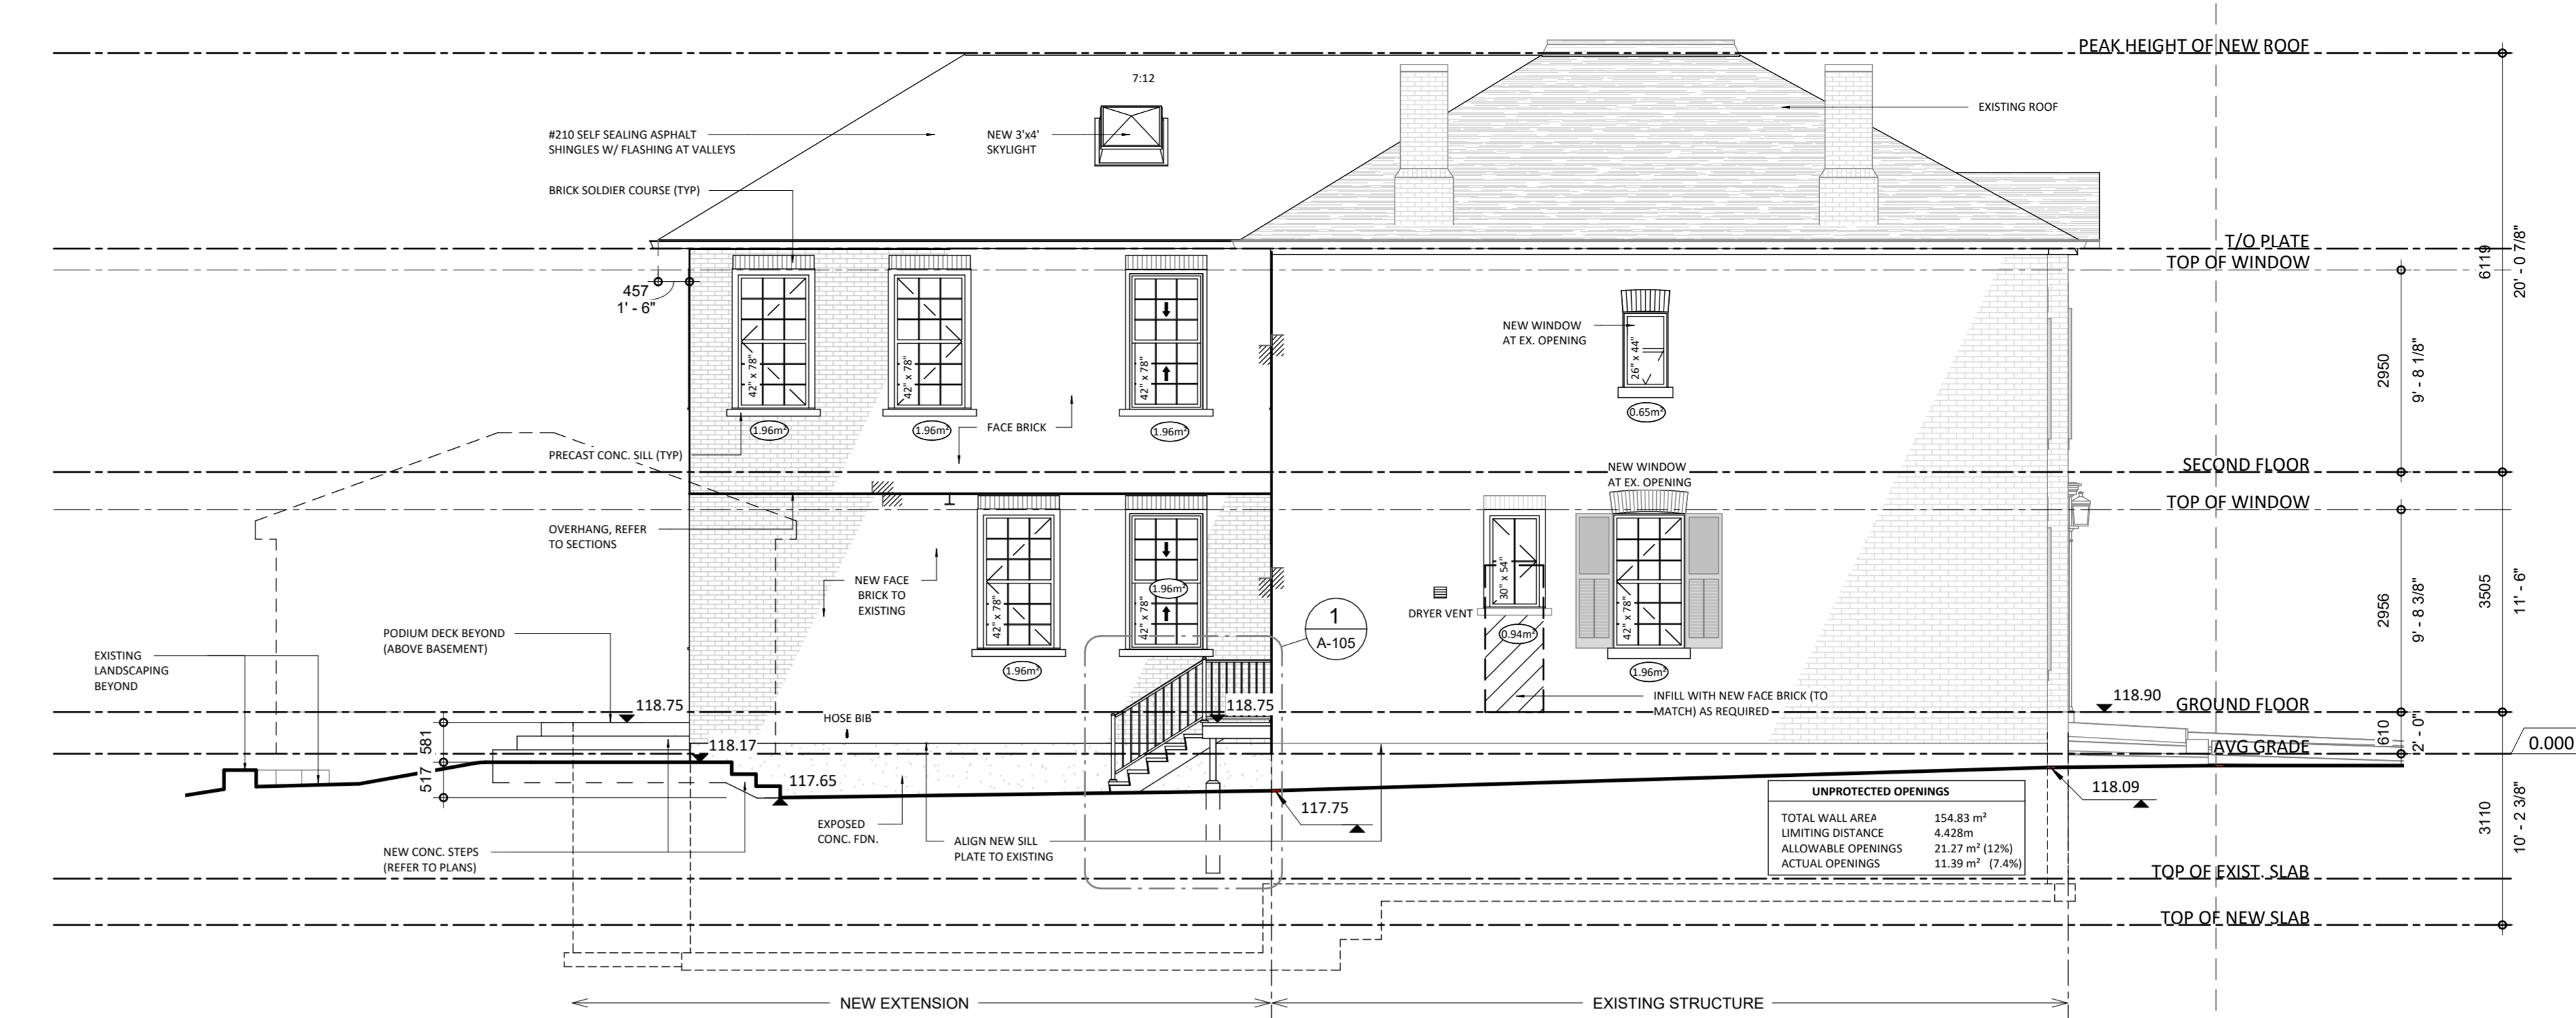 PEAK HEIGHT OF NEW ROOF
7:12
EXISTING ROOF
#210 SELF SEALING ASPHALT
SHINGLES W/ FLASHING AT VALLEYS
NEW 3'x4'
SKYLIGHT
BRICK SOLDIER COURSE (TYP)
T/O PLATE
TOP OF WINDOW
6119
20' - 0 7/8"
457
1' - 6"
42" x 78"
42" x 78"
42" x 78"
NEW WINDOW
AT EX. OPENING
26" x 44"
2950
9' - 8 1/8"
1.96m²
1.96m²
1.96m²
0.65m²
FACE BRICK
PRECAST CONC. SILL (TYP)
SECOND FLOOR
NEW WINDOW
AT EX. OPENING
TOP OF WINDOW
OVERHANG, REFER
TO SECTIONS
NEW FACE
BRICK TO
EXISTING
42" x 78"
42" x 78"
1.96m²
30" x 54"
42" x 78"
DRYER VENT
1
A-105
0.94m²
2956
9' - 8 3/8"
3505
11' - 6"
PODIUM DECK BEYOND
(ABOVE BASEMENT)
EXISTING
LANDSCAPING
BEYOND
1.96m²
1.96m²
INFILL WITH NEW FACE BRICK (TO
MATCH) AS REQUIRED
118.75
118.75
118.90
GROUND FLOOR
HOSE BIB
581
517
118.17
610
2' - 0"
AVG GRADE
0.000
117.65
117.75
118.09
EXPOSED
CONC. FDN.
ALIGN NEW SILL
PLATE TO EXISTING
NEW CONC. STEPS
(REFER TO PLANS)
UNPROTECTED OPENINGS
TOTAL WALL AREA 154.83 m²
LIMITING DISTANCE 4.428m
ALLOWABLE OPENINGS 21.27 m² (12%)
ACTUAL OPENINGS 11.39 m² (7.4%)
3110
10' - 2 3/8"
TOP OF EXIST. SLAB
TOP OF NEW SLAB
NEW EXTENSION
EXISTING STRUCTURE